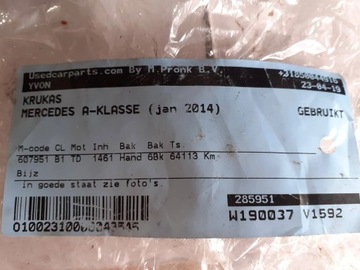 Usedcarparts.com By M.Pronk B.V.
YVON
23-04-19
KRUKAS
MERCEDES A-KLASSE (jan 2014)
GEBRUIKT
M-code CL Mot Inh Bak Bak Ts.
607951 B1 TD 1461 Hand 6Bk 64113 Km
Bijz
in goede staat zie foto's.
285951
W190037 V1592